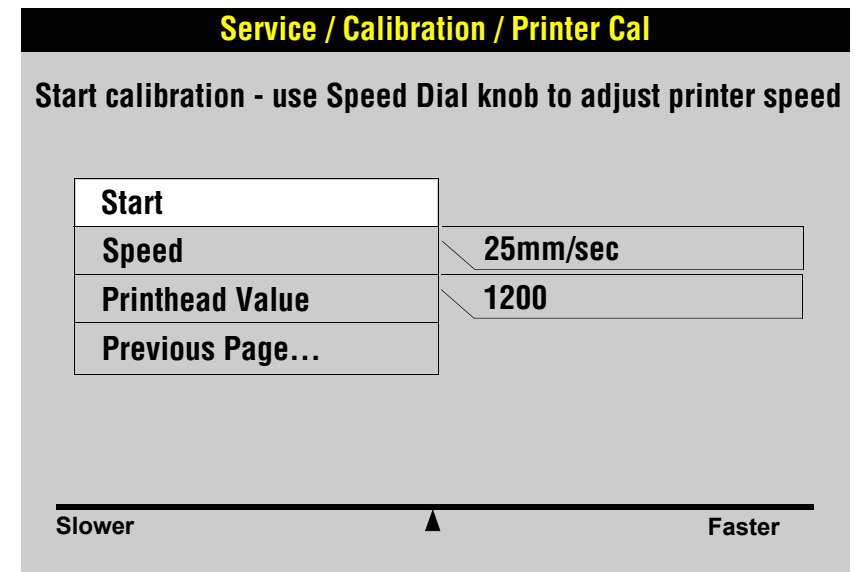 Service / Calibration / Printer Cal
Start calibration - use Speed Dial knob to adjust printer speed
Start
Speed 25mm/sec
Printhead Value 1200
Previous Page...
Slower Faster